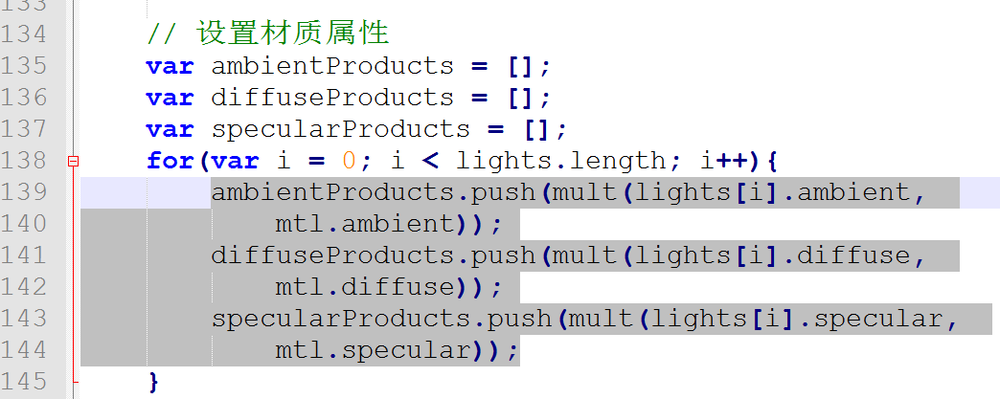 133
134 // 设置材质属性
135 var ambientProducts = [];
136 var diffuseProducts = [];
137 var specularProducts = [];
138 for(var i = 0; i < lights.length; i++){
139 ambientProducts.push(mult(lights[i].ambient,
140 mtl.ambient));
141 diffuseProducts.push(mult(lights[i].diffuse,
142 mtl.diffuse));
143 specularProducts.push(mult(lights[i].specular,
144 mtl.specular));
145 }